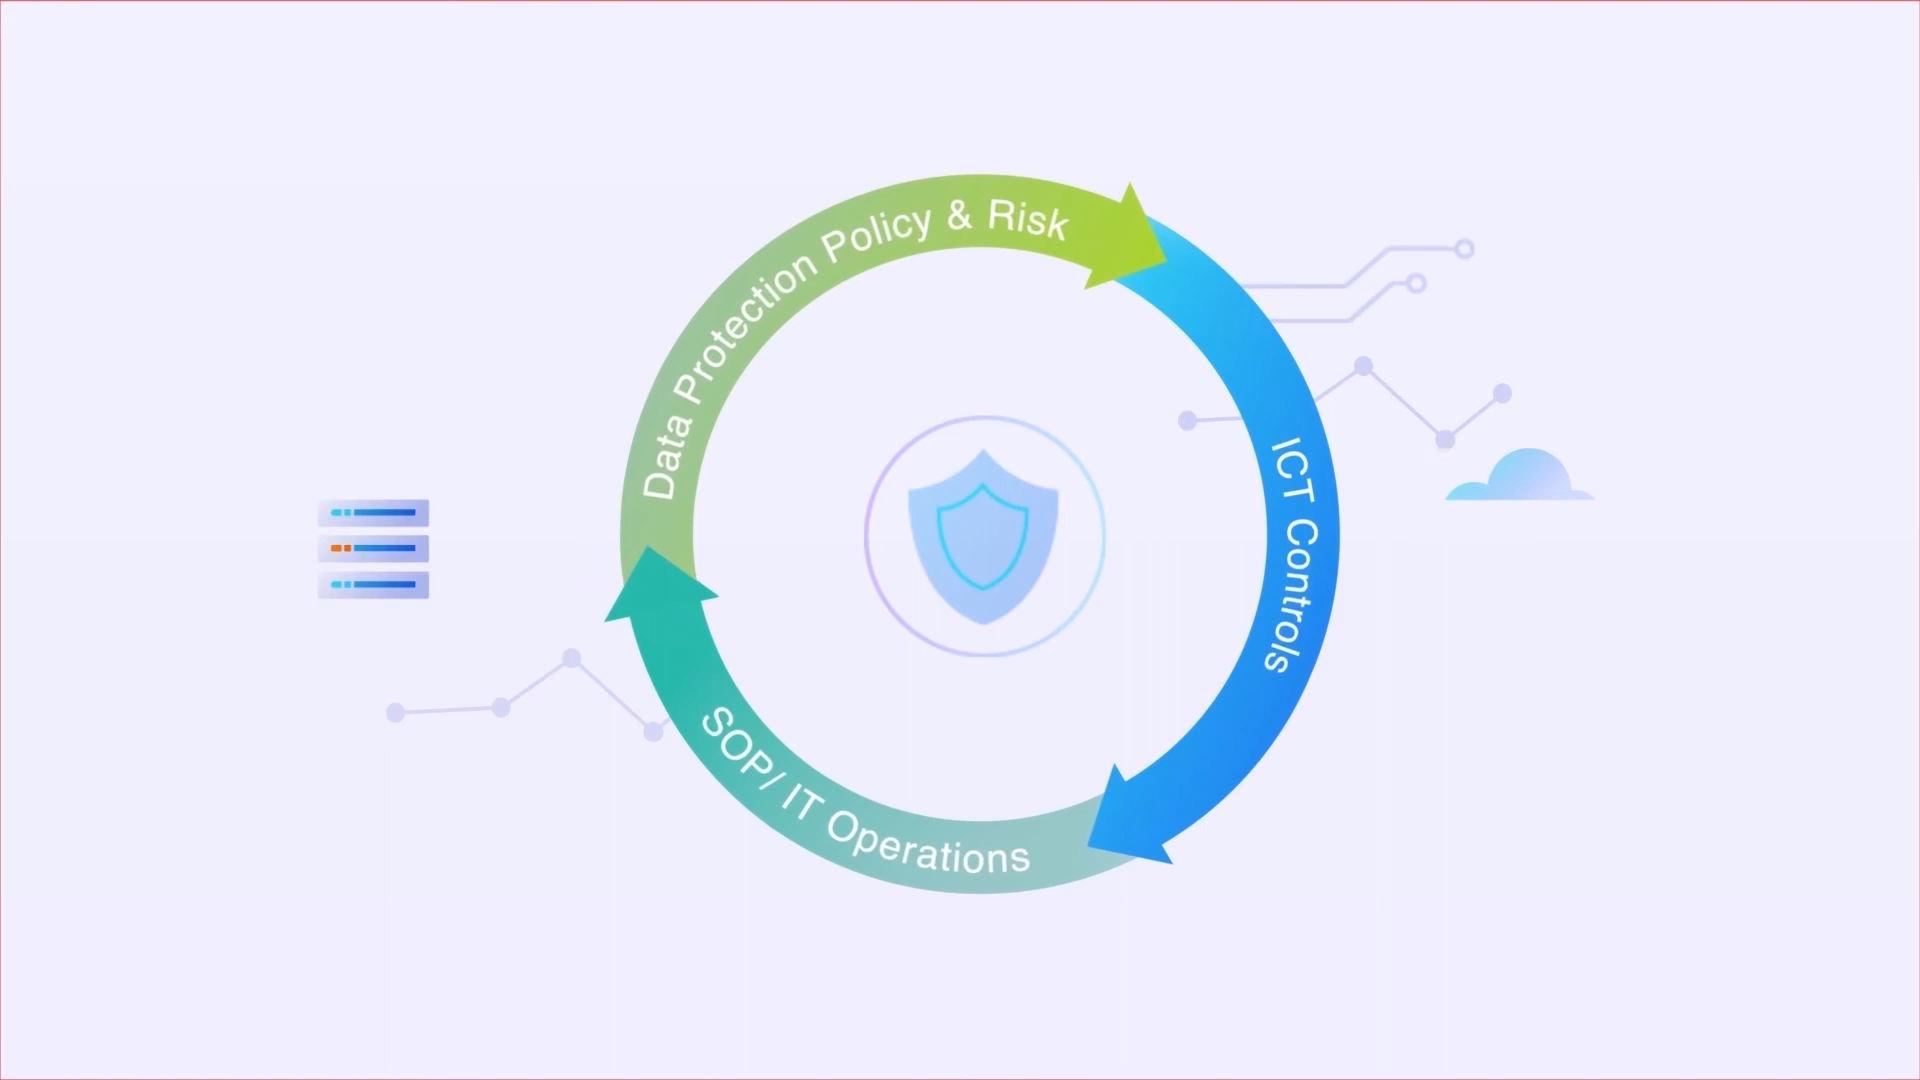 Data Protection Policy & Risk
ICT Controls
SOP/ IT Operations